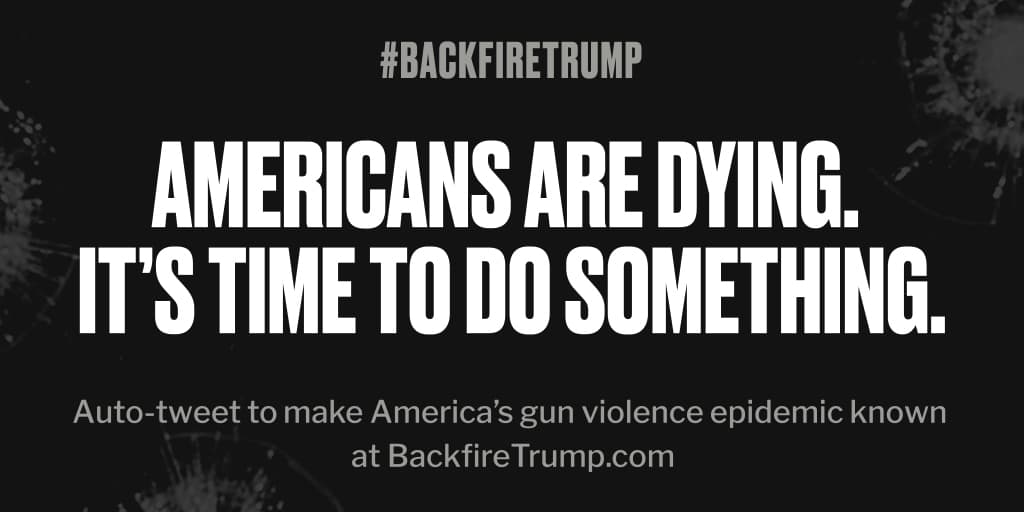 #BACKFIRETRUMP
AMERICANS ARE DYING.
IT’S TIME TO DO SOMETHING.
Auto-tweet to make America’s gun violence epidemic known
at BackfireTrump.com